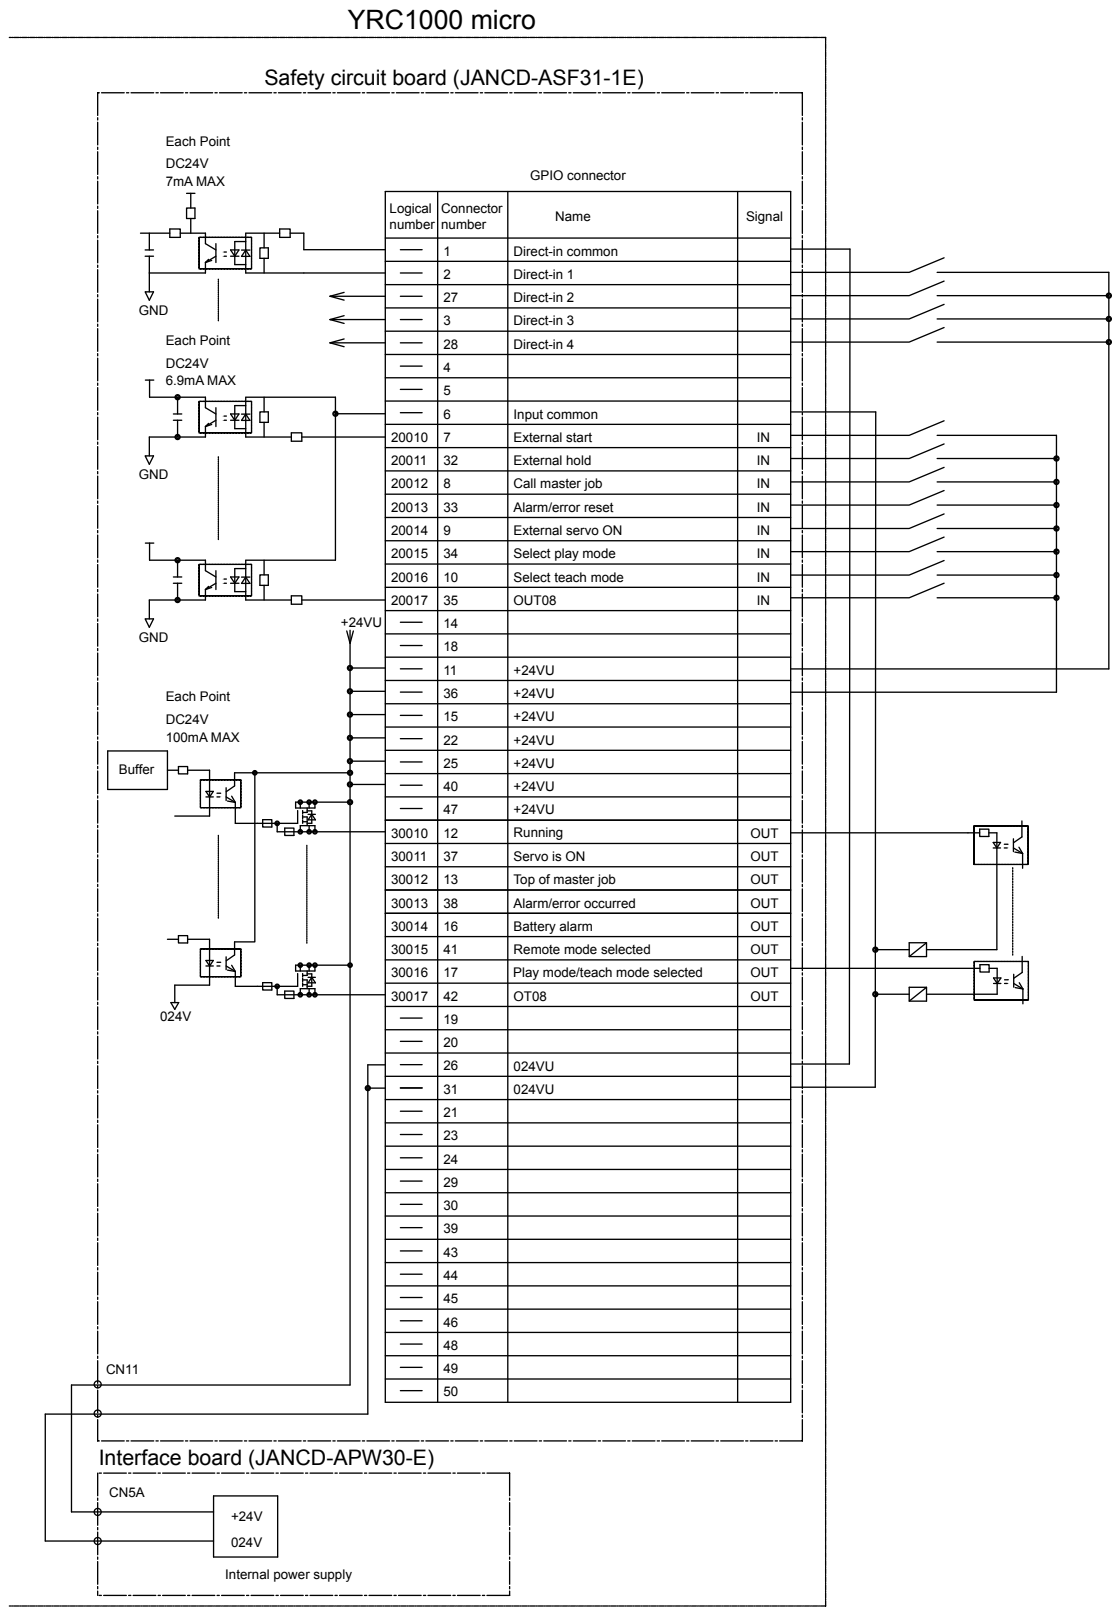 YRC1000 micro
Safety circuit board (JANCD-ASF31-1E)
Each Point
DC24V
7mA MAX
GND
Each Point
DC24V
6.9mA MAX
GND
GND
+24VU
Each Point
DC24V
100mA MAX
Buffer
024V
GPIO connector
Logical number Connector number Name Signal
— 1 Direct-in common
— 2 Direct-in 1
— 27 Direct-in 2
— 3 Direct-in 3
— 28 Direct-in 4
— 4
— 5
— 6 Input common
20010 7 External start IN
20011 32 External hold IN
20012 8 Call master job IN
20013 33 Alarm/error reset IN
20014 9 External servo ON IN
20015 34 Select play mode IN
20016 10 Select teach mode IN
20017 35 OUT08 IN
— 14
— 18
— 11 +24VU
— 36 +24VU
— 15 +24VU
— 22 +24VU
— 25 +24VU
— 40 +24VU
— 47 +24VU
30010 12 Running OUT
30011 37 Servo is ON OUT
30012 13 Top of master job OUT
30013 38 Alarm/error occurred OUT
30014 16 Battery alarm OUT
30015 41 Remote mode selected OUT
30016 17 Play mode/teach mode selected OUT
30017 42 OT08 OUT
— 19
— 20
— 26 024VU
— 31 024VU
— 21
— 23
— 24
— 29
— 30
— 39
— 43
— 44
— 45
— 46
— 48
— 49
— 50
CN11
Interface board (JANCD-APW30-E)
CN5A
+24V
024V
Internal power supply